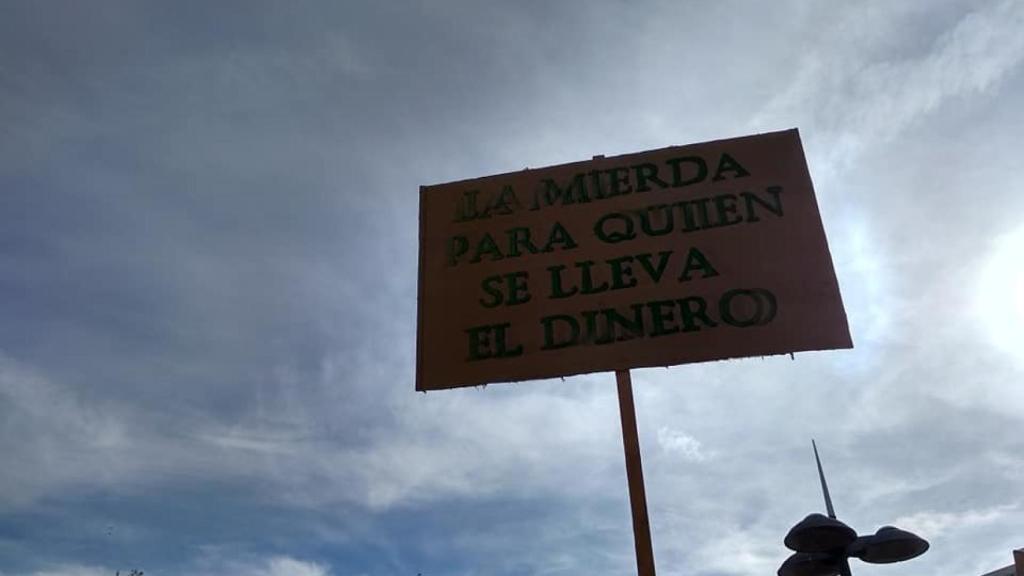 LA MIERDA
PARA QUIEN
SE LLEVA
EL DINERO